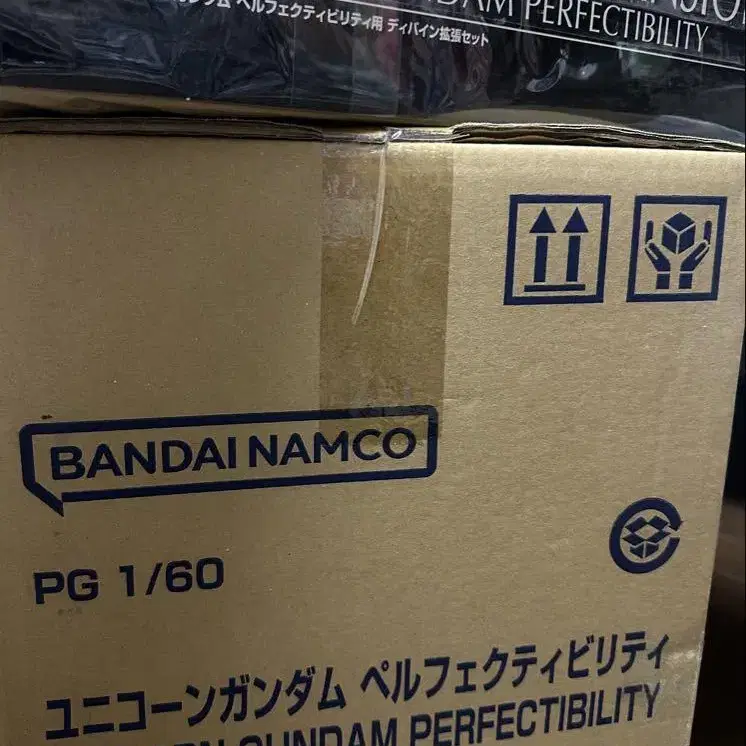 ペルフェクティビリティ用 ディバイン拡張セット
PERFECTIBILITY
BANDAI NAMCO
PG 1/60
ユニコーンガンダム ペルフェクティビリティ
GUNDAM PERFECTIBILITY